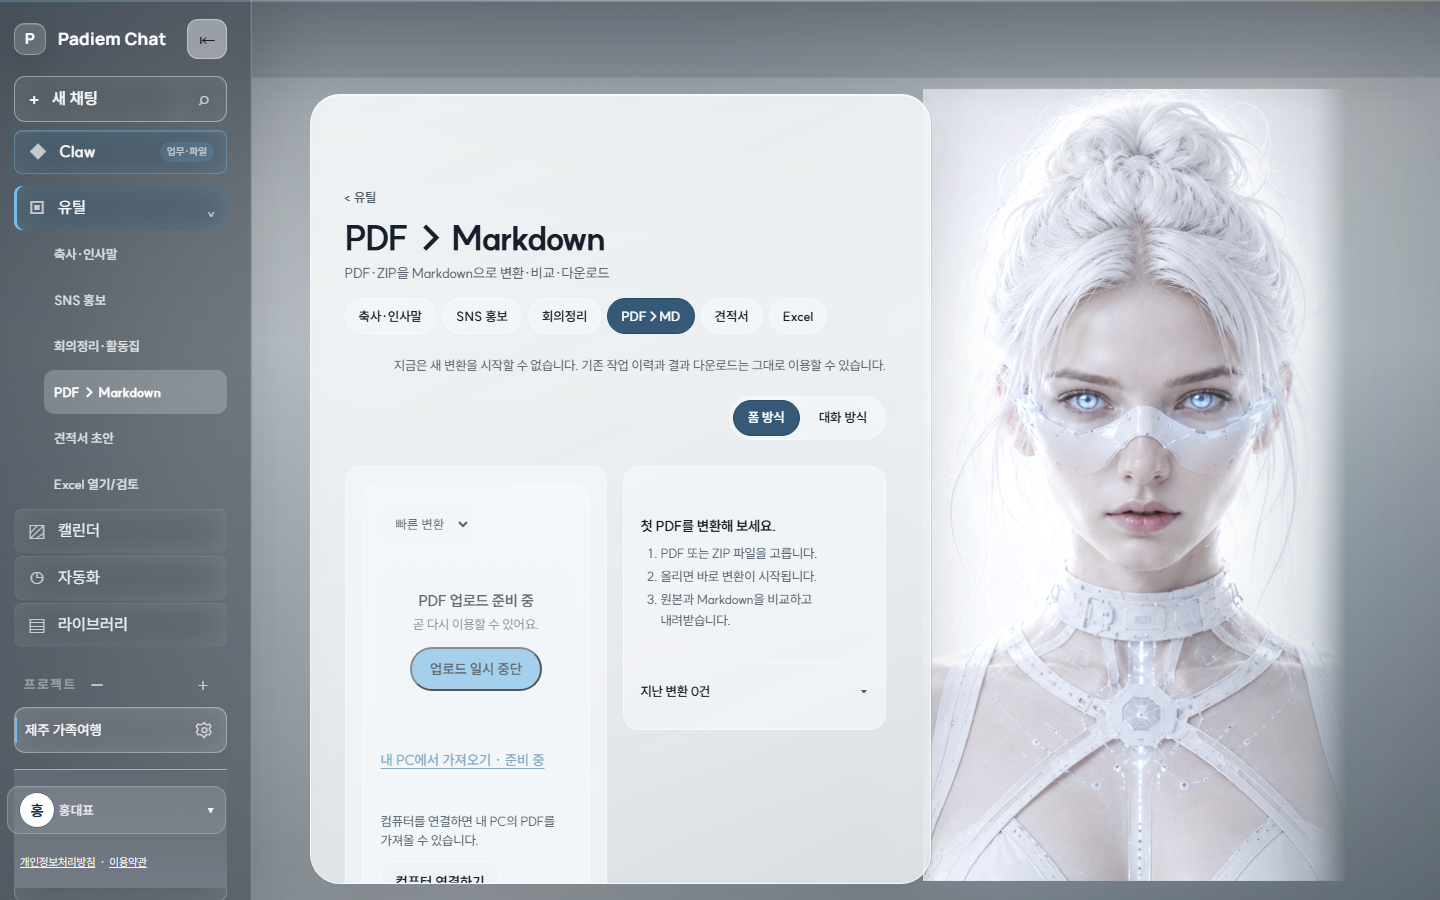 P Padiem Chat
+ 새 채팅
Claw 업무·파일
유틸
축사·인사말
SNS 홍보
회의정리·활동집
PDF > Markdown
견적서 초안
Excel 열기/검토
캘린더
자동화
라이브러리
프로젝트 — +
제주 가족여행
홍 홍대표
개인정보처리방침 · 이용약관
< 유틸
PDF > Markdown
PDF·ZIP을 Markdown으로 변환·비교·다운로드
축사·인사말 SNS 홍보 회의정리 PDF > MD 견적서 Excel
지금은 새 변환을 시작할 수 없습니다. 기존 작업 이력과 결과 다운로드는 그대로 이용할 수 있습니다.
폼 방식 대화 방식
빠른 변환
PDF 업로드 준비 중
곧 다시 이용할 수 있어요.
업로드 일시 중단
내 PC에서 가져오기 · 준비 중
컴퓨터를 연결하면 내 PC의 PDF를
가져올 수 있습니다.
컴퓨터 연결하기
첫 PDF를 변환해 보세요.
1. PDF 또는 ZIP 파일을 고릅니다.
2. 올리면 바로 변환이 시작됩니다.
3. 원본과 Markdown을 비교하고
내려받습니다.
지난 변환 0건